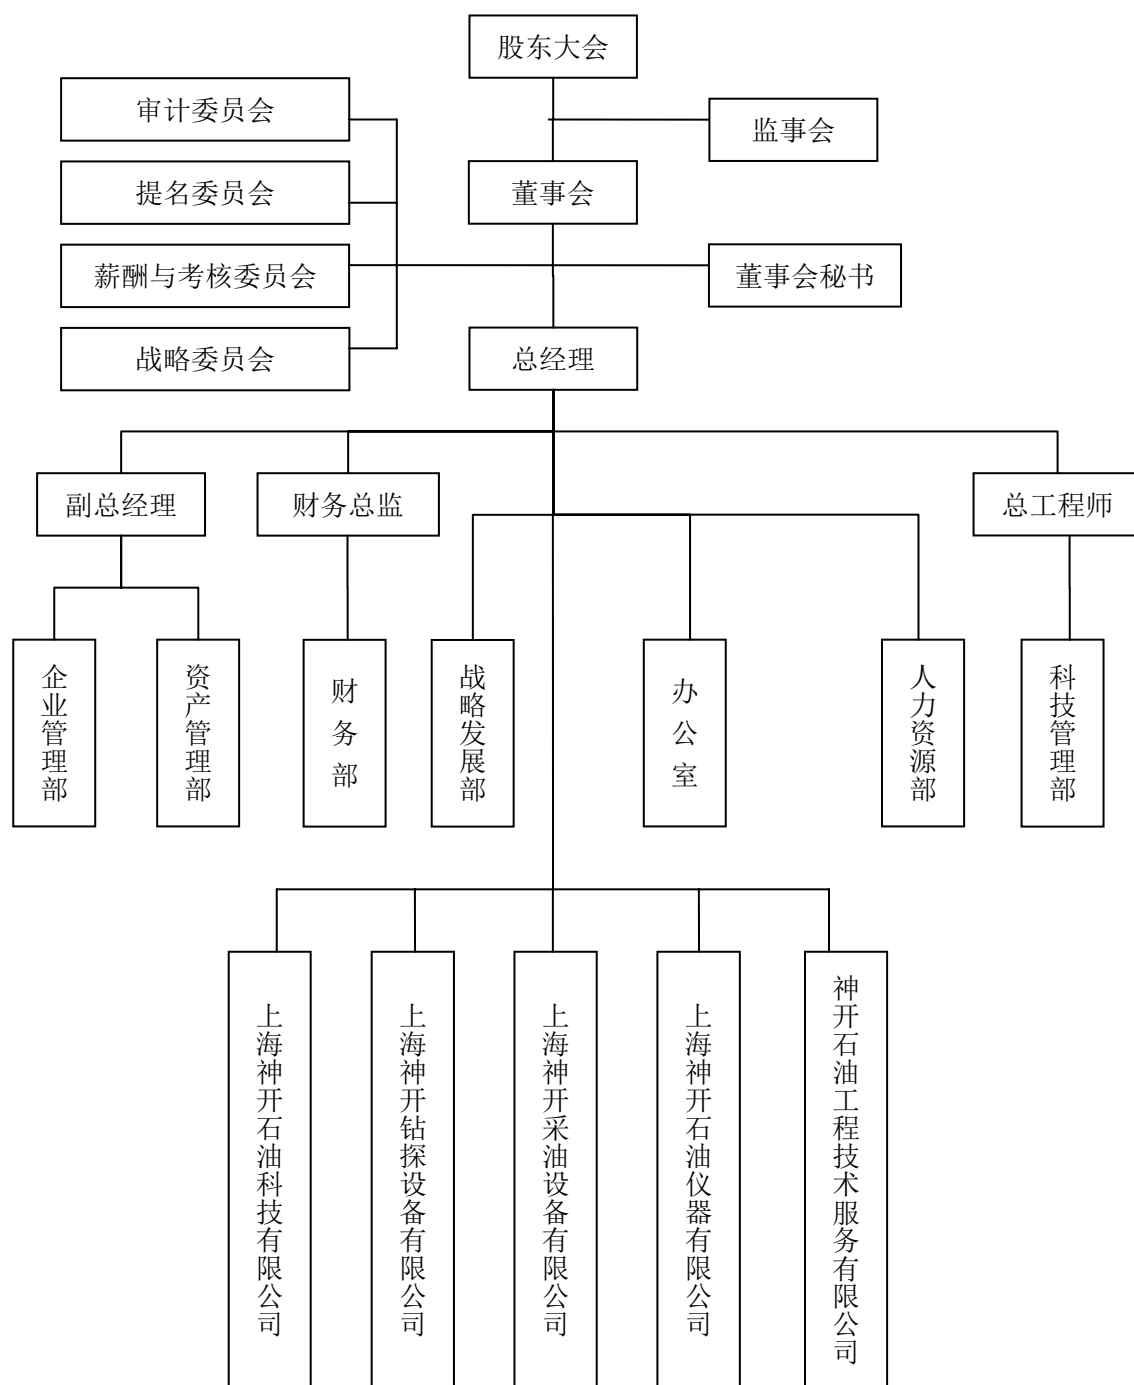 股东大会
审计委员会
监事会
提名委员会
董事会
薪酬与考核委员会
董事会秘书
战略委员会
总经理
副总经理
财务总监
总工程师
企业管理部
资产管理部
财务部
战略发展部
办公室
人力资源部
科技管理部
上海神开石油科技有限公司
上海神开钻探设备有限公司
上海神开采油设备有限公司
上海神开石油仪器有限公司
神开石油工程技术服务有限公司